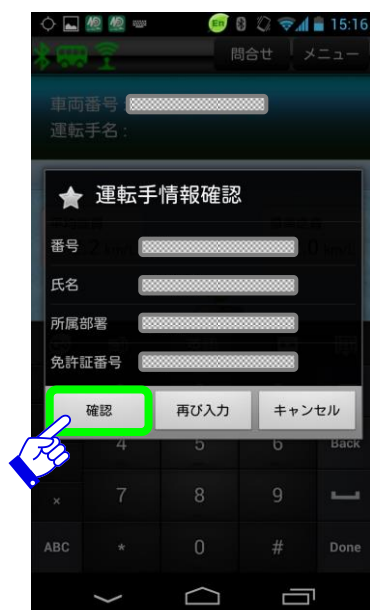 En 15:16
問合せ メニュー
車両番号 :
運転手名 :
運転手情報確認
番号
氏名
所属部署
免許証番号
確認 再び入力 キャンセル
4 5 6 Back
× 7 8 9
ABC * 0 # Done